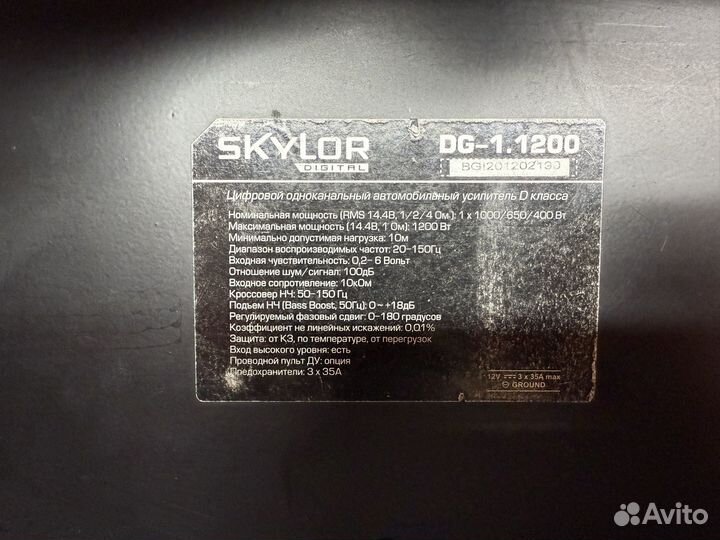 SKYLOR DG-1.1200
DIGITAL BGI201202130
Цифровой одноканальный автомобильный усилитель D класса
Номинальная мощность (RMS 14.4В, 1/2/4 Ом): 1 x 1000/650/400 Вт
Максимальная мощность (14.4В, 1 Ом): 1200 Вт
Минимально допустимая нагрузка: 1Ом
Диапазон воспроизводимых частот: 20-150Гц
Входная чувствительность: 0,2-6 Вольт
Отношение шум/сигнал: 100дБ
Входное сопротивление: 10кОм
Кроссовер НЧ: 50-150 Гц
Подъем НЧ (Bass Boost, 50Гц): 0 ~ +18дБ
Регулируемый фазовый сдвиг: 0-180 градусов
Коэффициент не линейных искажений: 0,01%
Защита: от КЗ, по температуре, от перегрузок
Вход высокого уровня: есть
Проводной пульт ДУ: опция
Предохранители: 3 x 35А
12V ⎓ 3 x 35A max
⊖ GROUND
Avito